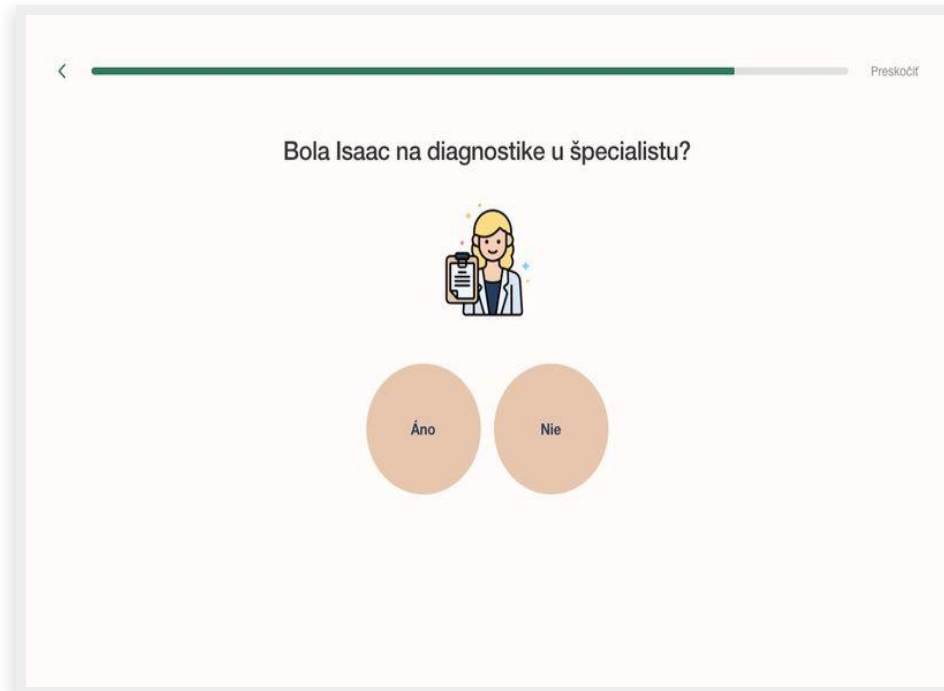 Preskočiť
Bola Isaac na diagnostike u špecialistu?
Áno
Nie